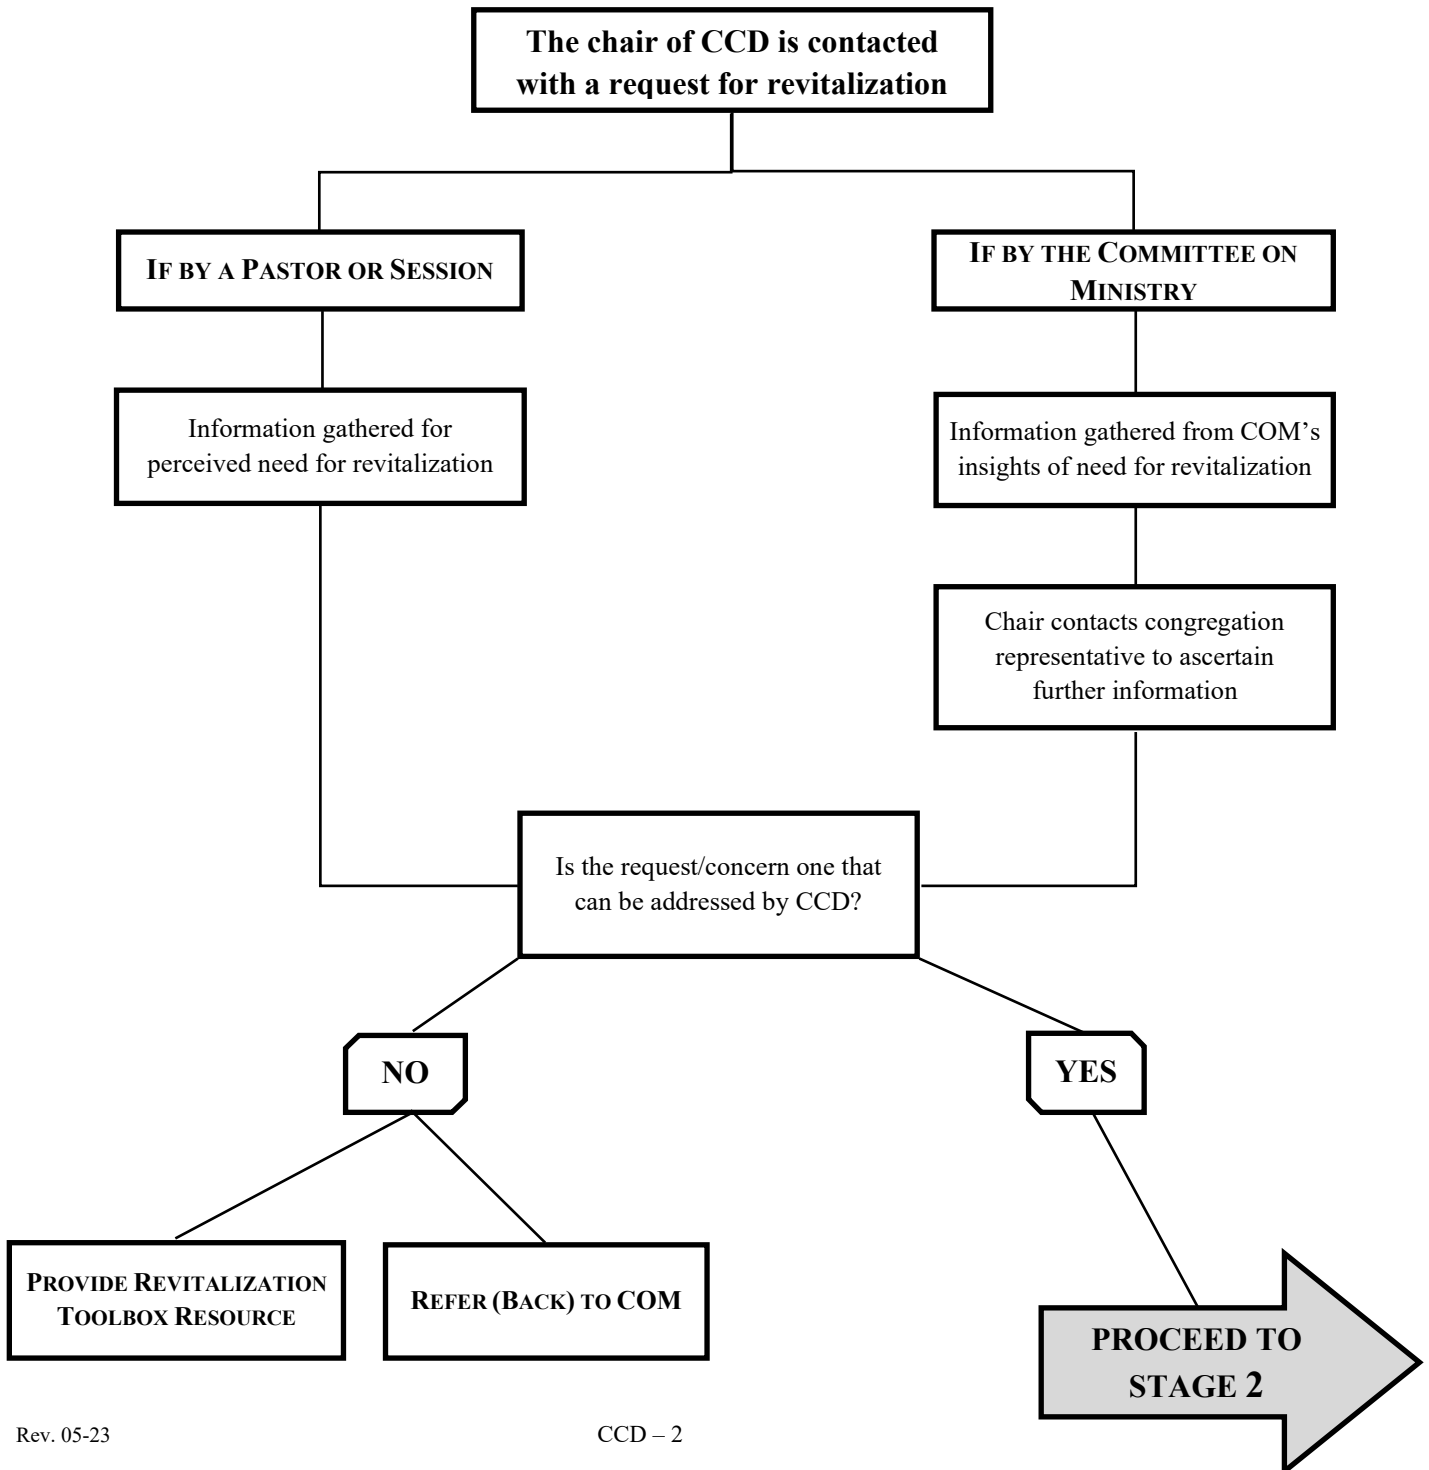 The chair of CCD is contacted
with a request for revitalization
IF BY A PASTOR OR SESSION
IF BY THE COMMITTEE ON
MINISTRY
Information gathered for
perceived need for revitalization
Information gathered from COM’s
insights of need for revitalization
Chair contacts congregation
representative to ascertain
further information
Is the request/concern one that
can be addressed by CCD?
NO
YES
PROVIDE REVITALIZATION
TOOLBOX RESOURCE
REFER (BACK) TO COM
PROCEED TO
STAGE 2
Rev. 05-23
CCD – 2